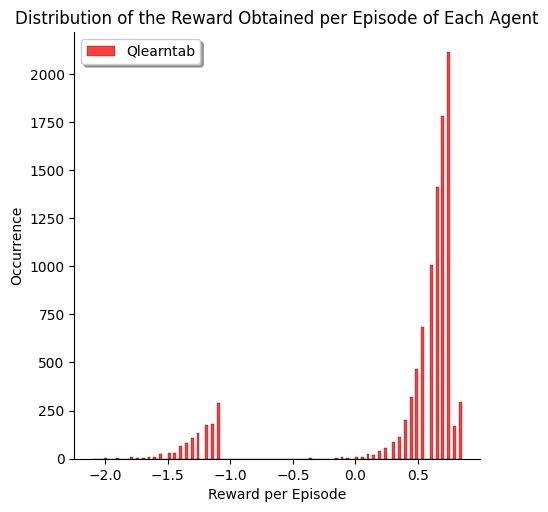 Distribution of the Reward Obtained per Episode of Each Agent
Qlearntab
2000
1750
1500
1250
1000
750
500
250
0
Occurrence
−2.0 −1.5 −1.0 −0.5 0.0 0.5
Reward per Episode